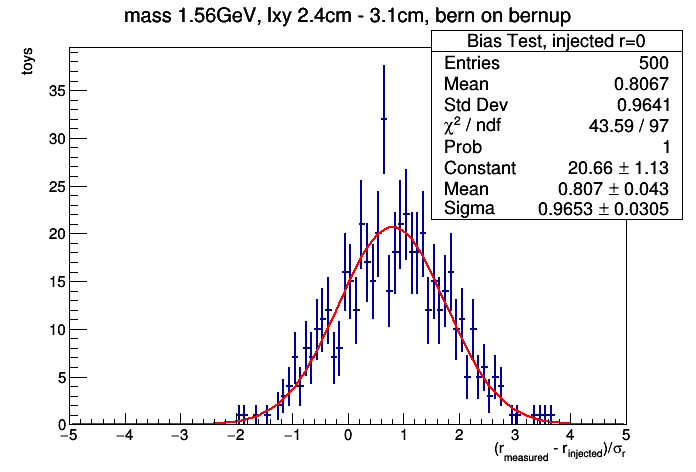 mass 1.56GeV, lxy 2.4cm - 3.1cm, bern on bernup
Bias Test, injected r=0
Entries 500
Mean 0.8067
Std Dev 0.9641
χ² / ndf 43.59 / 97
Prob 1
Constant 20.66 ± 1.13
Mean 0.807 ± 0.043
Sigma 0.9653 ± 0.0305
toys
35
30
25
20
15
10
5
0
−5 −4 −3 −2 −1 0 1 2 3 4 5
(r_measured - r_injected)/σ_r